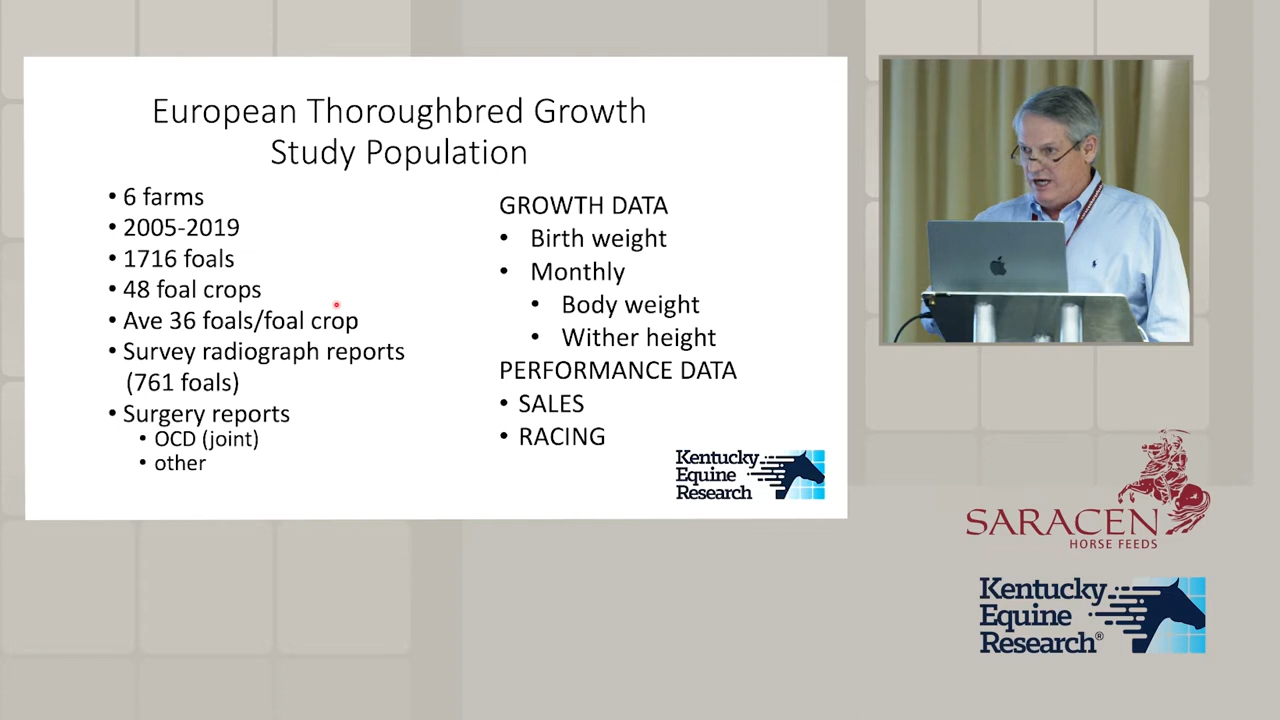 European Thoroughbred Growth
Study Population
• 6 farms
• 2005-2019
• 1716 foals
• 48 foal crops
• Ave 36 foals/foal crop
• Survey radiograph reports
(761 foals)
• Surgery reports
• OCD (joint)
• other
GROWTH DATA
• Birth weight
• Monthly
• Body weight
• Wither height
PERFORMANCE DATA
• SALES
• RACING
Kentucky
Equine
Research
SARACEN
HORSE FEEDS
Kentucky
Equine
Research®